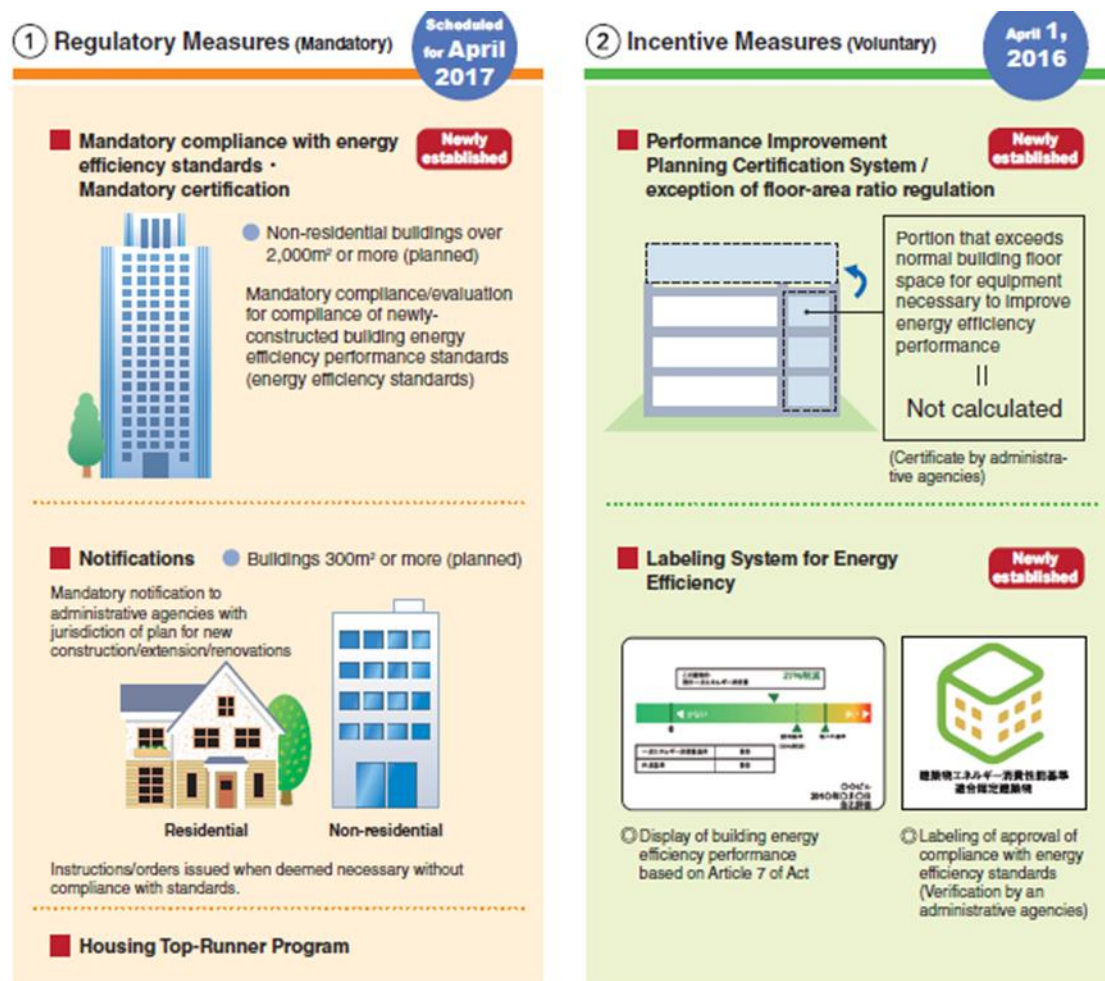 1 Regulatory Measures (Mandatory)
Scheduled
for April
2017
Mandatory compliance with energy
efficiency standards・
Mandatory certification
Newly
established
Non-residential buildings over
2,000m² or more (planned)
Mandatory compliance/evaluation
for compliance of newly-
constructed building energy
efficiency performance standards
(energy efficiency standards)
Notifications
Buildings 300m² or more (planned)
Mandatory notification to
administrative agencies with
jurisdiction of plan for new
construction/extension/renovations
Residential
Non-residential
Instructions/orders issued when deemed necessary without
compliance with standards.
Housing Top-Runner Program
2 Incentive Measures (Voluntary)
April 1,
2016
Performance Improvement
Planning Certification System /
exception of floor-area ratio regulation
Newly
established
Portion that exceeds
normal building floor
space for equipment
necessary to improve
energy efficiency
performance
||
Not calculated
(Certificate by administra-
tive agencies)
Labeling System for Energy
Efficiency
Newly
established
少ない
多い
建築物エネルギー消費性能基準
適合認定建築物
◎Display of building energy
efficiency performance
based on Article 7 of Act
◎Labeling of approval of
compliance with energy
efficiency standards
(Verification by an
administrative agencies)